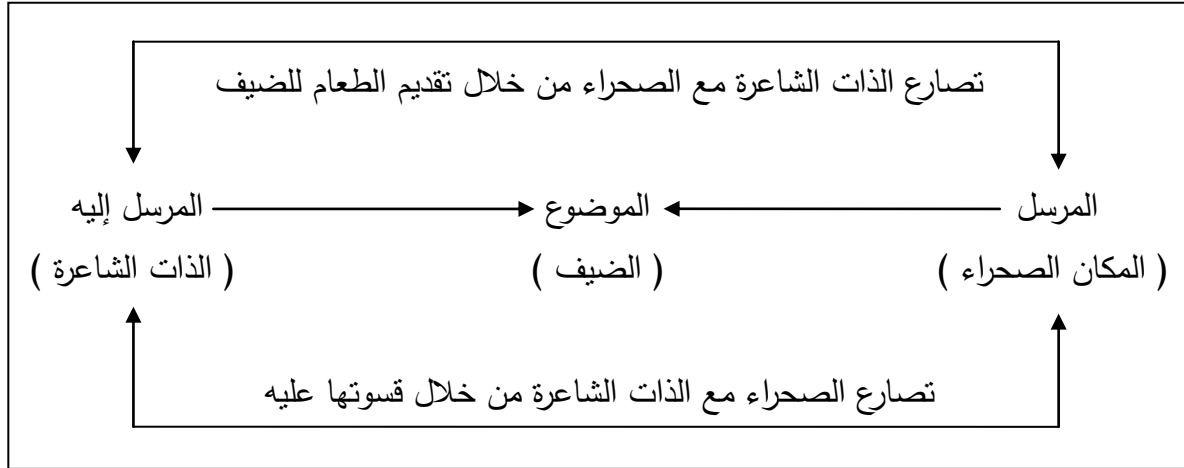 تصارع الذات الشاعرة مع الصحراء من خلال تقديم الطعام للضيف
المرسل الموضوع المرسل إليه
( المكان الصحراء ) ( الضيف ) ( الذات الشاعرة )
تصارع الصحراء مع الذات الشاعرة من خلال قسوتها عليه